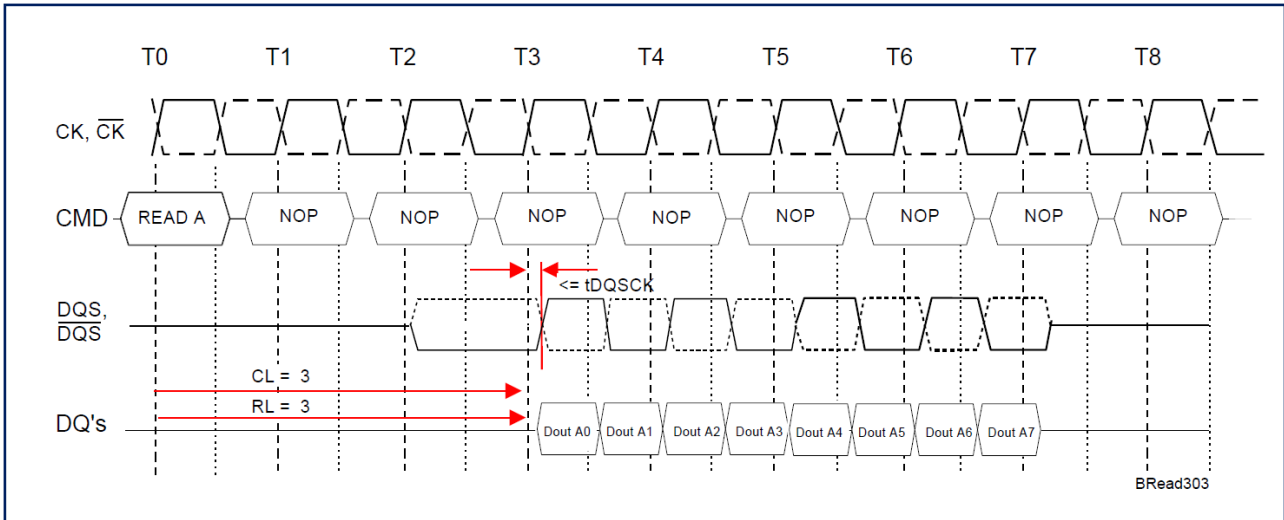 T0 T1 T2 T3 T4 T5 T6 T7 T8
CK, C̅K̅
CMD READ A NOP NOP NOP NOP NOP NOP NOP NOP
<= tDQSCK
DQS,
D̅Q̅S̅
CL = 3
RL = 3
DQ's Dout A0 Dout A1 Dout A2 Dout A3 Dout A4 Dout A5 Dout A6 Dout A7
BRead303